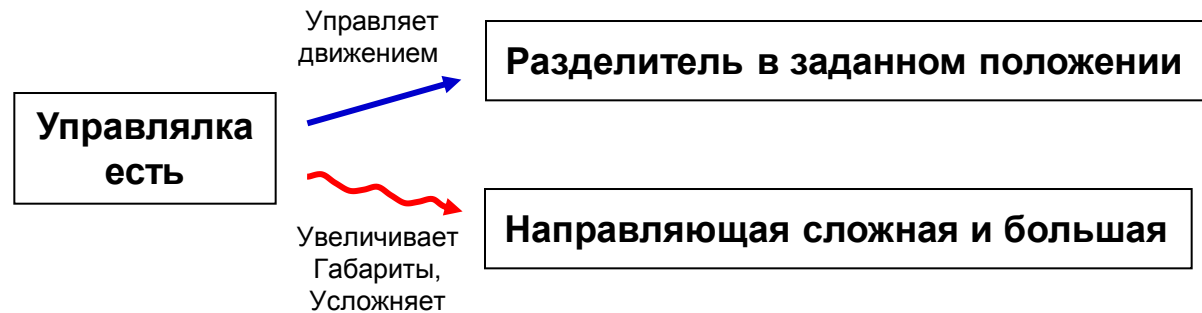 Управляет
движением
Разделитель в заданном положении
Управлялка
есть
Направляющая сложная и большая
Увеличивает
Габариты,
Усложняет